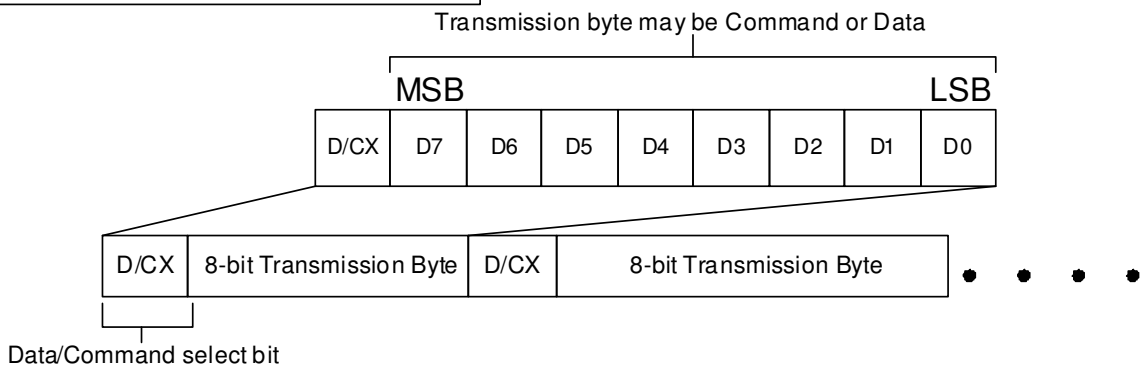 Transmission byte may be Command or Data
MSB LSB
D/CX D7 D6 D5 D4 D3 D2 D1 D0
D/CX 8-bit Transmission Byte D/CX 8-bit Transmission Byte
Data/Command select bit